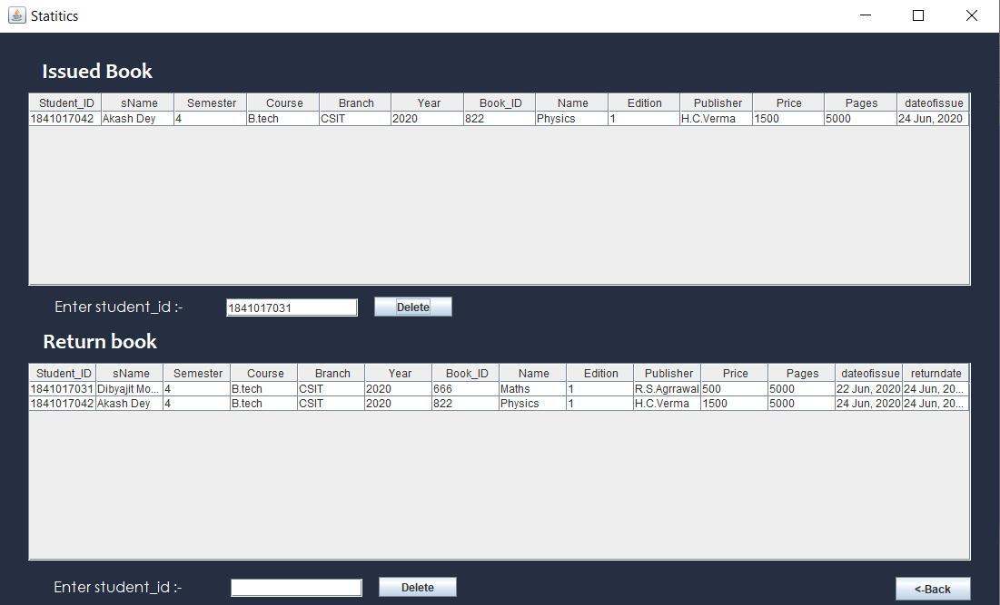 Statitics
Issued Book
Student_ID sName Semester Course Branch Year Book_ID Name Edition Publisher Price Pages dateofissue
1841017042 Akash Dey 4 B.tech CSIT 2020 822 Physics 1 H.C.Verma 1500 5000 24 Jun, 2020
Enter student_id :- 1841017031 Delete
Return book
Student_ID sName Semester Course Branch Year Book_ID Name Edition Publisher Price Pages dateofissue returndate
1841017031 Dibyajit Mo... 4 B.tech CSIT 2020 666 Maths 1 R.S.Agrrawal 500 5000 22 Jun, 2020 24 Jun, 20...
1841017042 Akash Dey 4 B.tech CSIT 2020 822 Physics 1 H.C.Verma 1500 5000 24 Jun, 2020 24 Jun, 20...
Enter student_id :- Delete <-Back